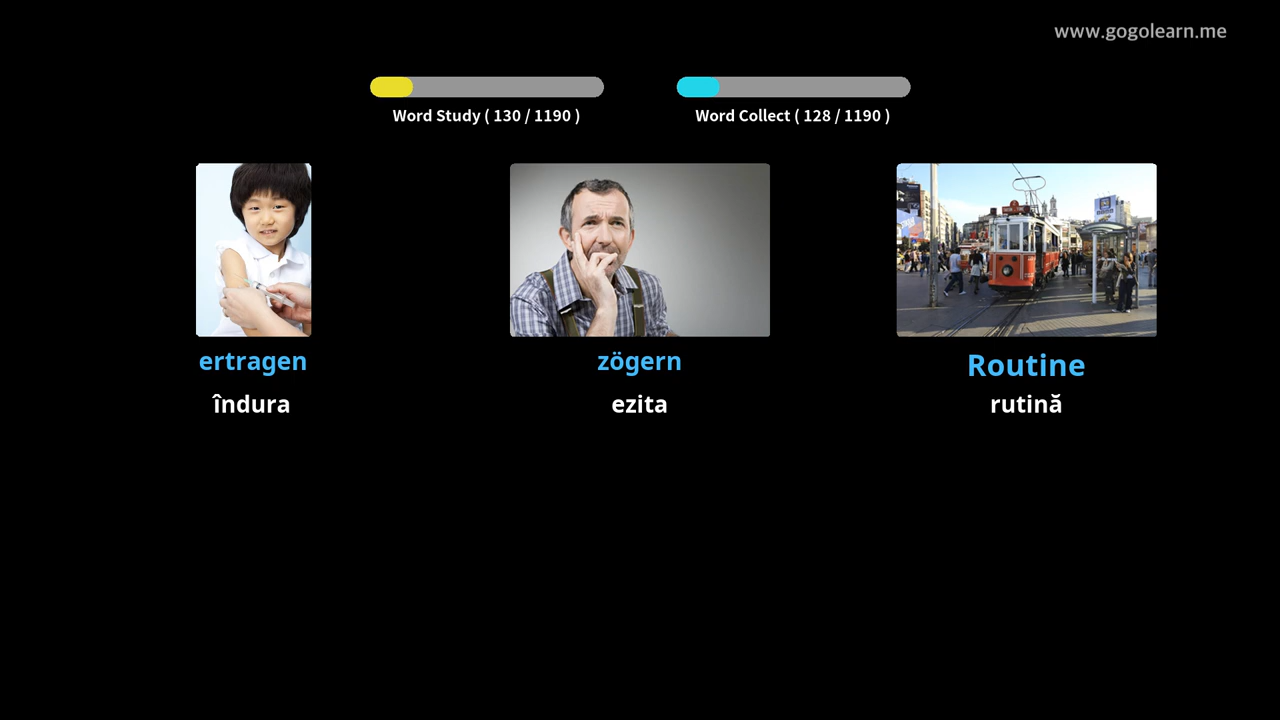 www.gogolearn.me
Word Study ( 130 / 1190 )
Word Collect ( 128 / 1190 )
ertragen
zögern
Routine
îndura
ezita
rutină